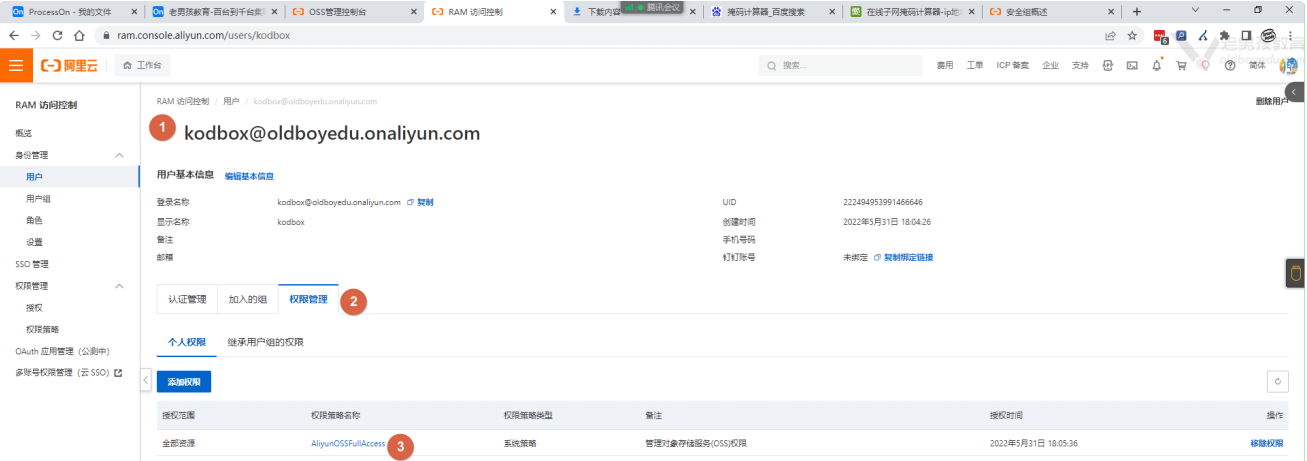 ProcessOn - 我的文件
老男孩教育-百台到千台集
OSS管理控制台
RAM 访问控制
下载内容
腾讯会议
掩码计算器_百度搜索
在线子网掩码计算器-ip地
安全组概述
ram.console.aliyun.com/users/kodbox
6
老男孩教育
oldboyedu.com
阿里云
工作台
搜索...
费用
工单
ICP 备案
企业
支持
简体
RAM 访问控制
概览
身份管理
用户
用户组
角色
设置
SSO 管理
权限管理
授权
权限策略
OAuth 应用管理（公测中）
多账号权限管理（云 SSO）
RAM 访问控制 / 用户 / kodbox@oldboyedu.onaliyun.com
删除用户
1
kodbox@oldboyedu.onaliyun.com
用户基本信息 编辑基本信息
登录名称 kodbox@oldboyedu.onaliyun.com 复制 UID 222494953991466646
显示名称 kodbox 创建时间 2022年5月31日 18:04:26
备注 手机号码
邮箱 钉钉账号 未绑定 复制绑定链接
认证管理 加入的组 权限管理 2
个人权限 继承用户组的权限
添加权限
授权范围 权限策略名称 权限策略类型 备注 授权时间 操作
全部资源 AliyunOSSFullAccess 3 系统策略 管理对象存储服务(OSS)权限 2022年5月31日 18:05:36 移除权限